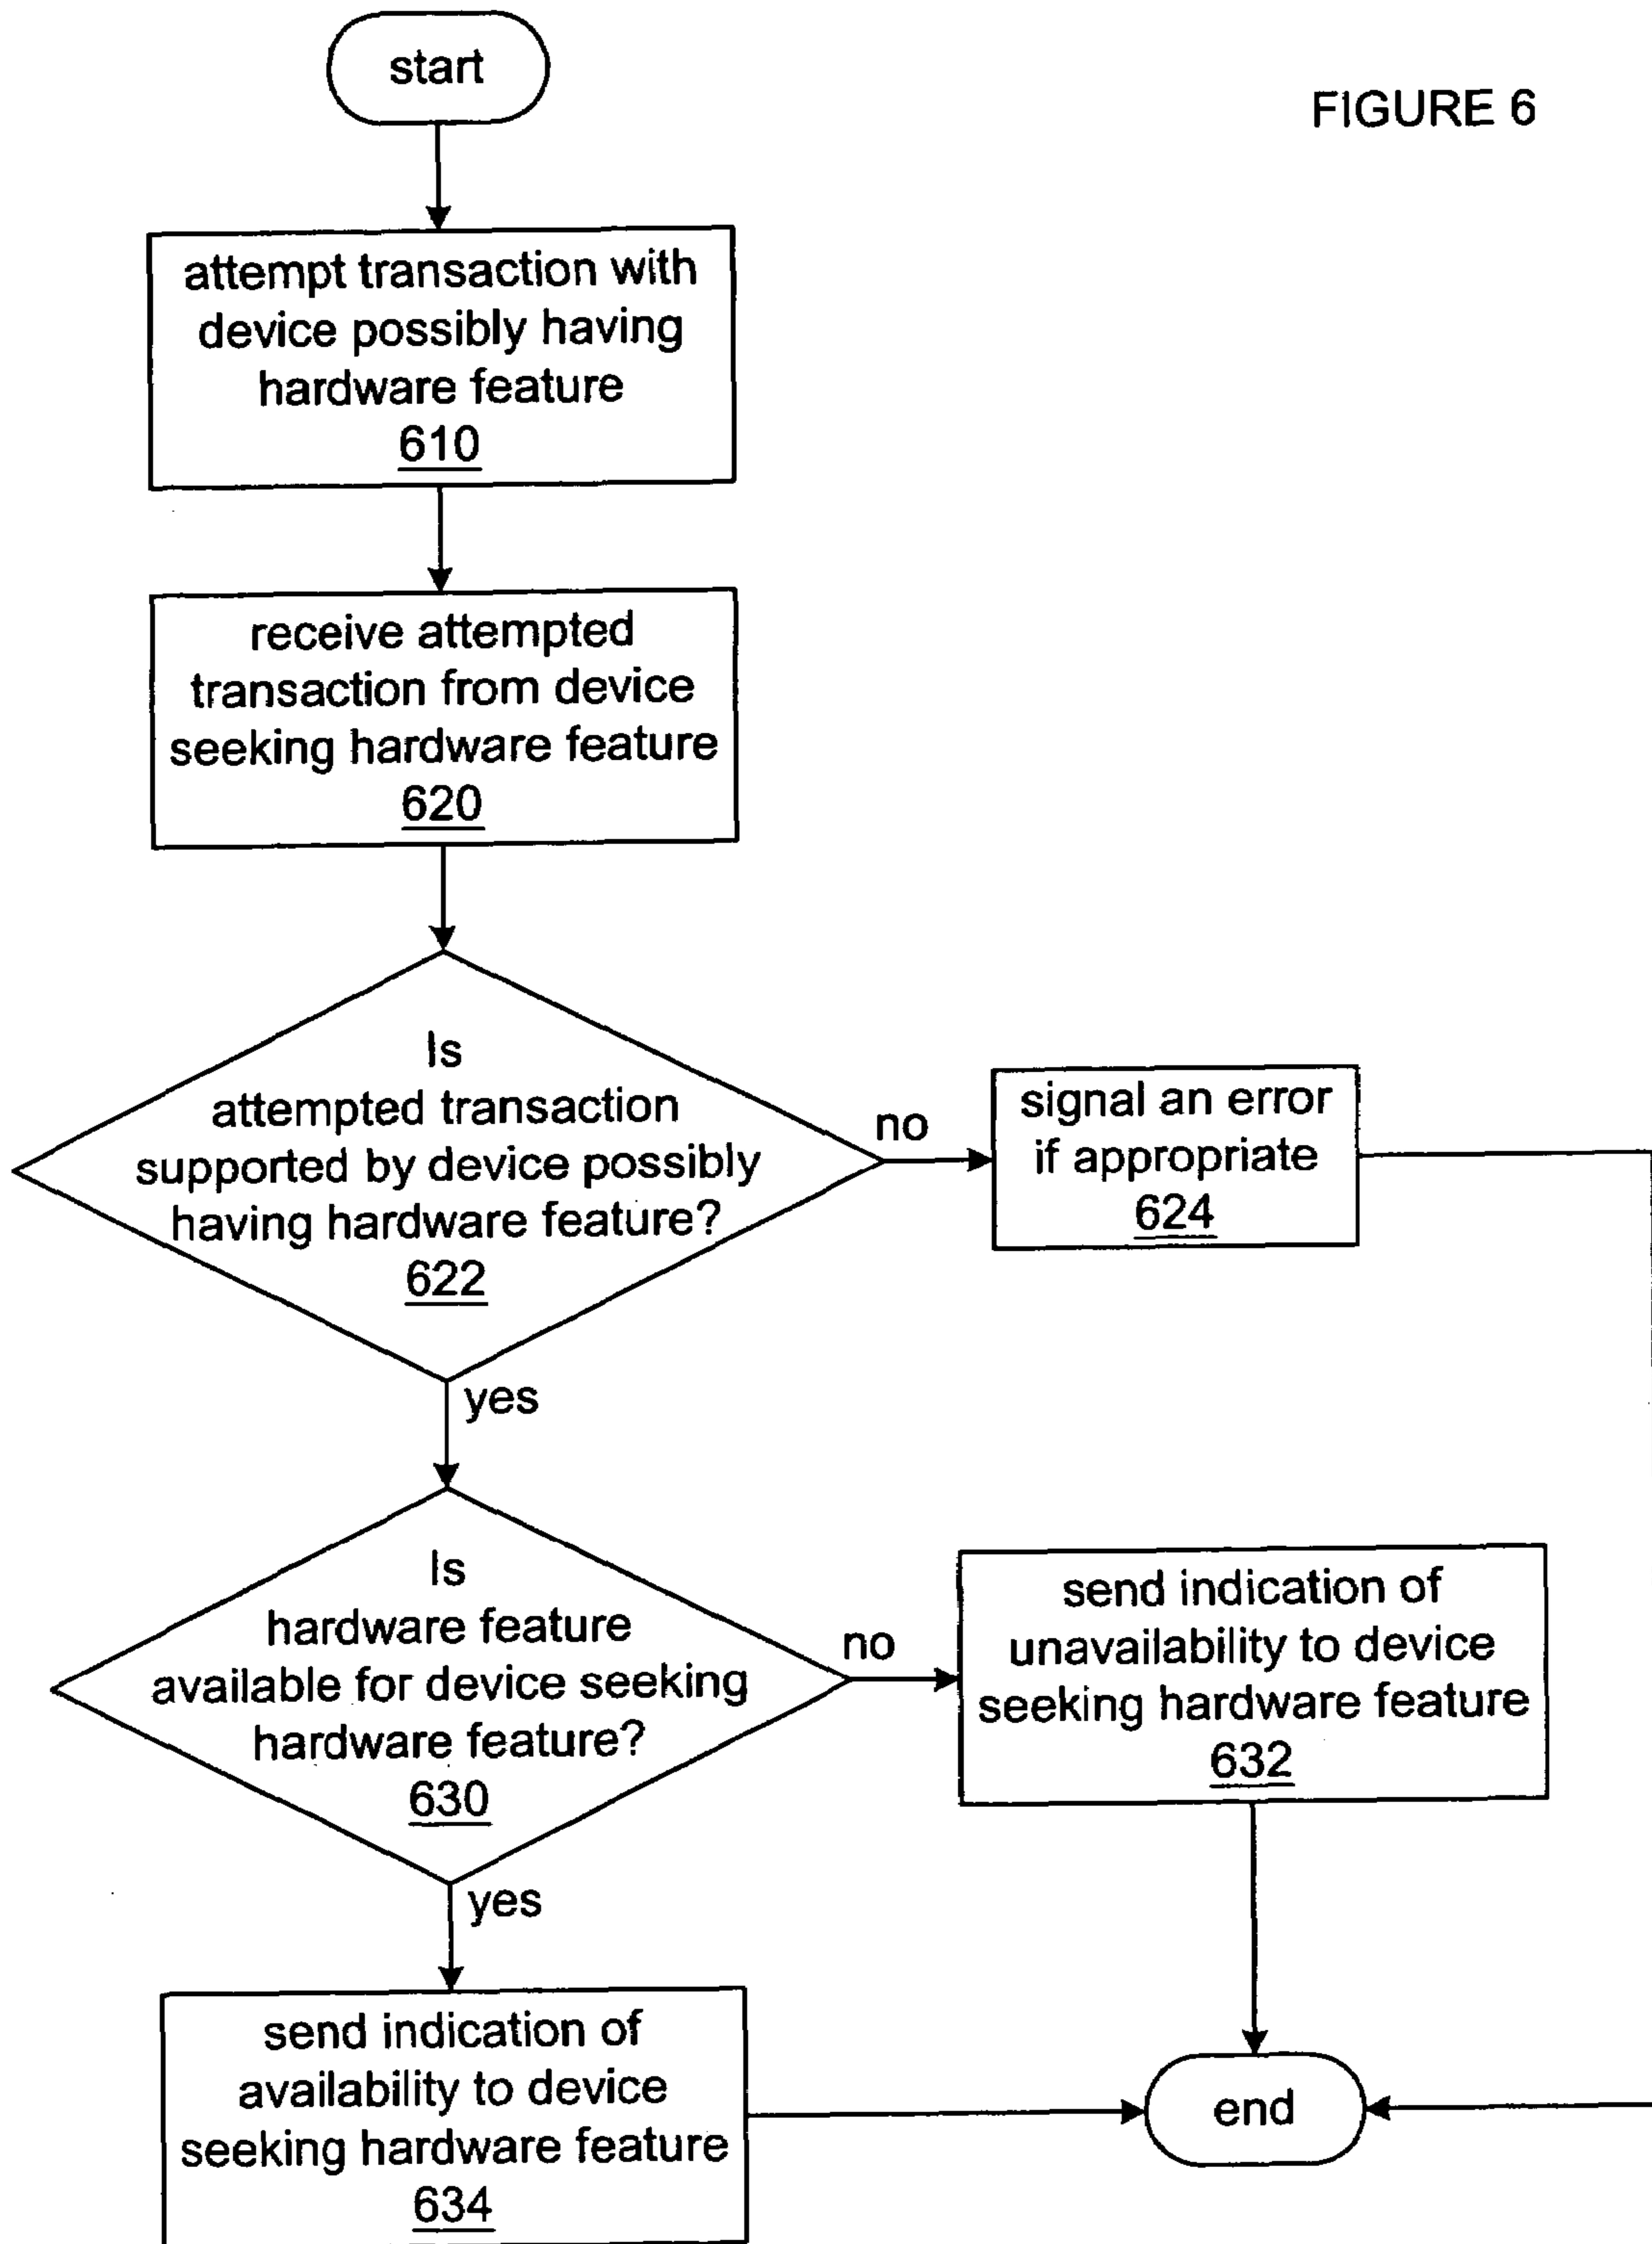 start
FIGURE 6
attempt transaction with
device possibly having
hardware feature
610
receive attempted
transaction from device
seeking hardware feature
620
Is
attempted transaction
supported by device possibly
having hardware feature?
622
no
signal an error
if appropriate
624
yes
Is
hardware feature
available for device seeking
hardware feature?
630
no
send indication of
unavailability to device
seeking hardware feature
632
yes
send indication of
availability to device
seeking hardware feature
634
end